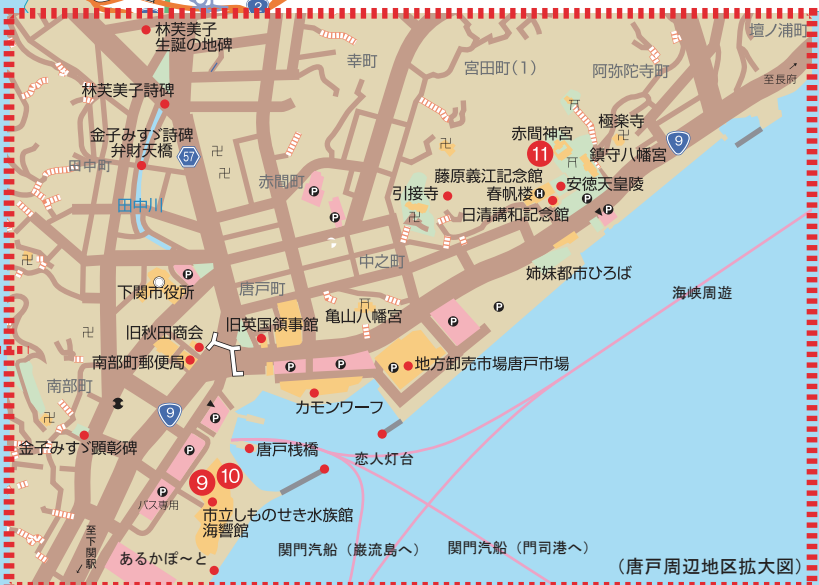 2
林芙美子
生誕の地碑
壇ノ浦町
幸町
宮田町(1)
阿弥陀寺町
至長府
林芙美子詩碑
極楽寺
赤間神宮
9
金子みすゞ詩碑
弁財天橋
57
11
鎮守八幡宮
田中町
藤原義江記念館
赤間町
P
引接寺
春帆楼
H
安徳天皇陵
P
田中川
P
日清講和記念館
P
中之町
姉妹都市ひろば
P
唐戸町
下関市役所
海峡周遊
亀山八幡宮
P
旧英国領事館
P
旧秋田商会
南部町郵便局
P
P
P
地方卸売市場唐戸市場
南部町
カモンワーフ
9
P
金子みすゞ顕彰碑
P
唐戸桟橋
恋人灯台
9
10
P
バス専用
市立しものせき水族館
海響館
至下関駅
関門汽船（巌流島へ）
関門汽船（門司港へ）
あるかぽ〜と
（唐戸周辺地区拡大図）